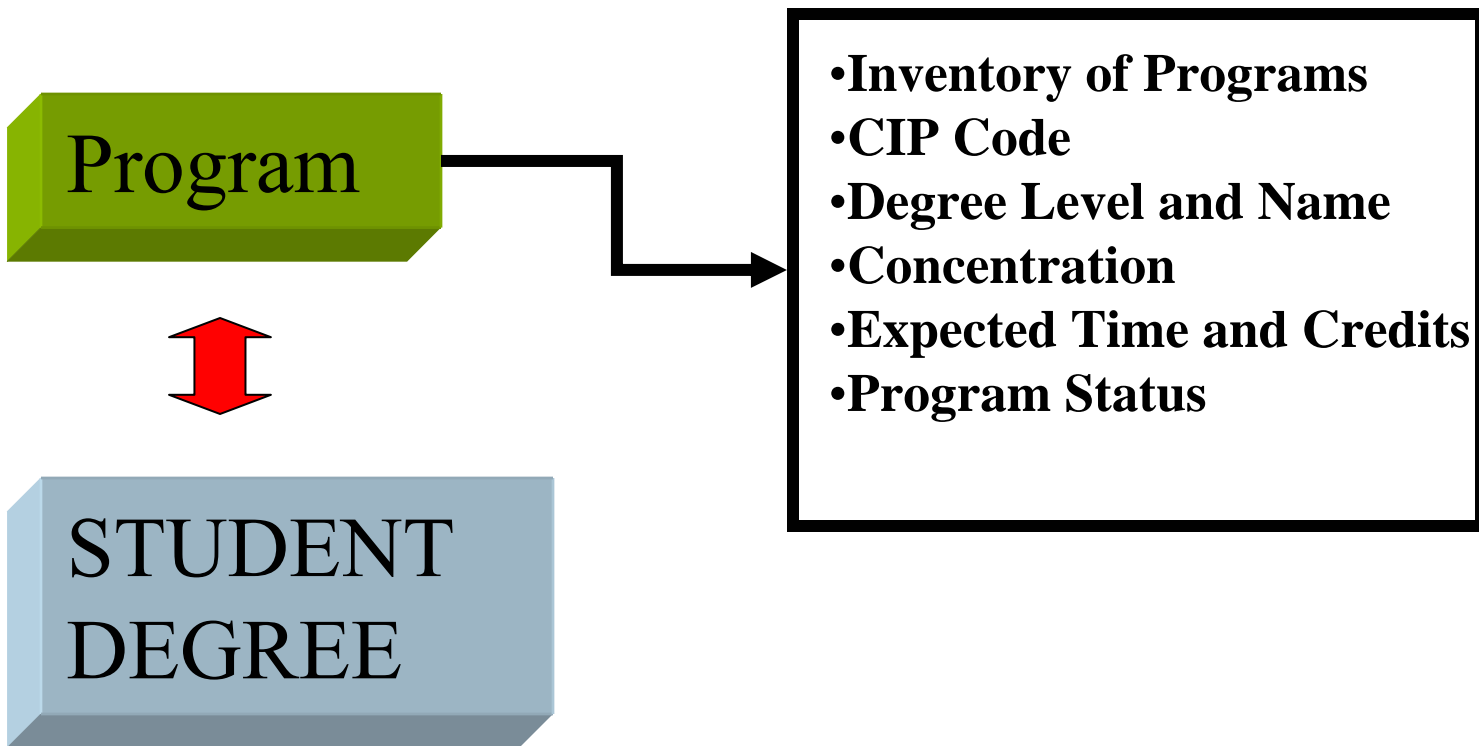 Program
STUDENT
DEGREE
•Inventory of Programs
•CIP Code
•Degree Level and Name
•Concentration
•Expected Time and Credits
•Program Status